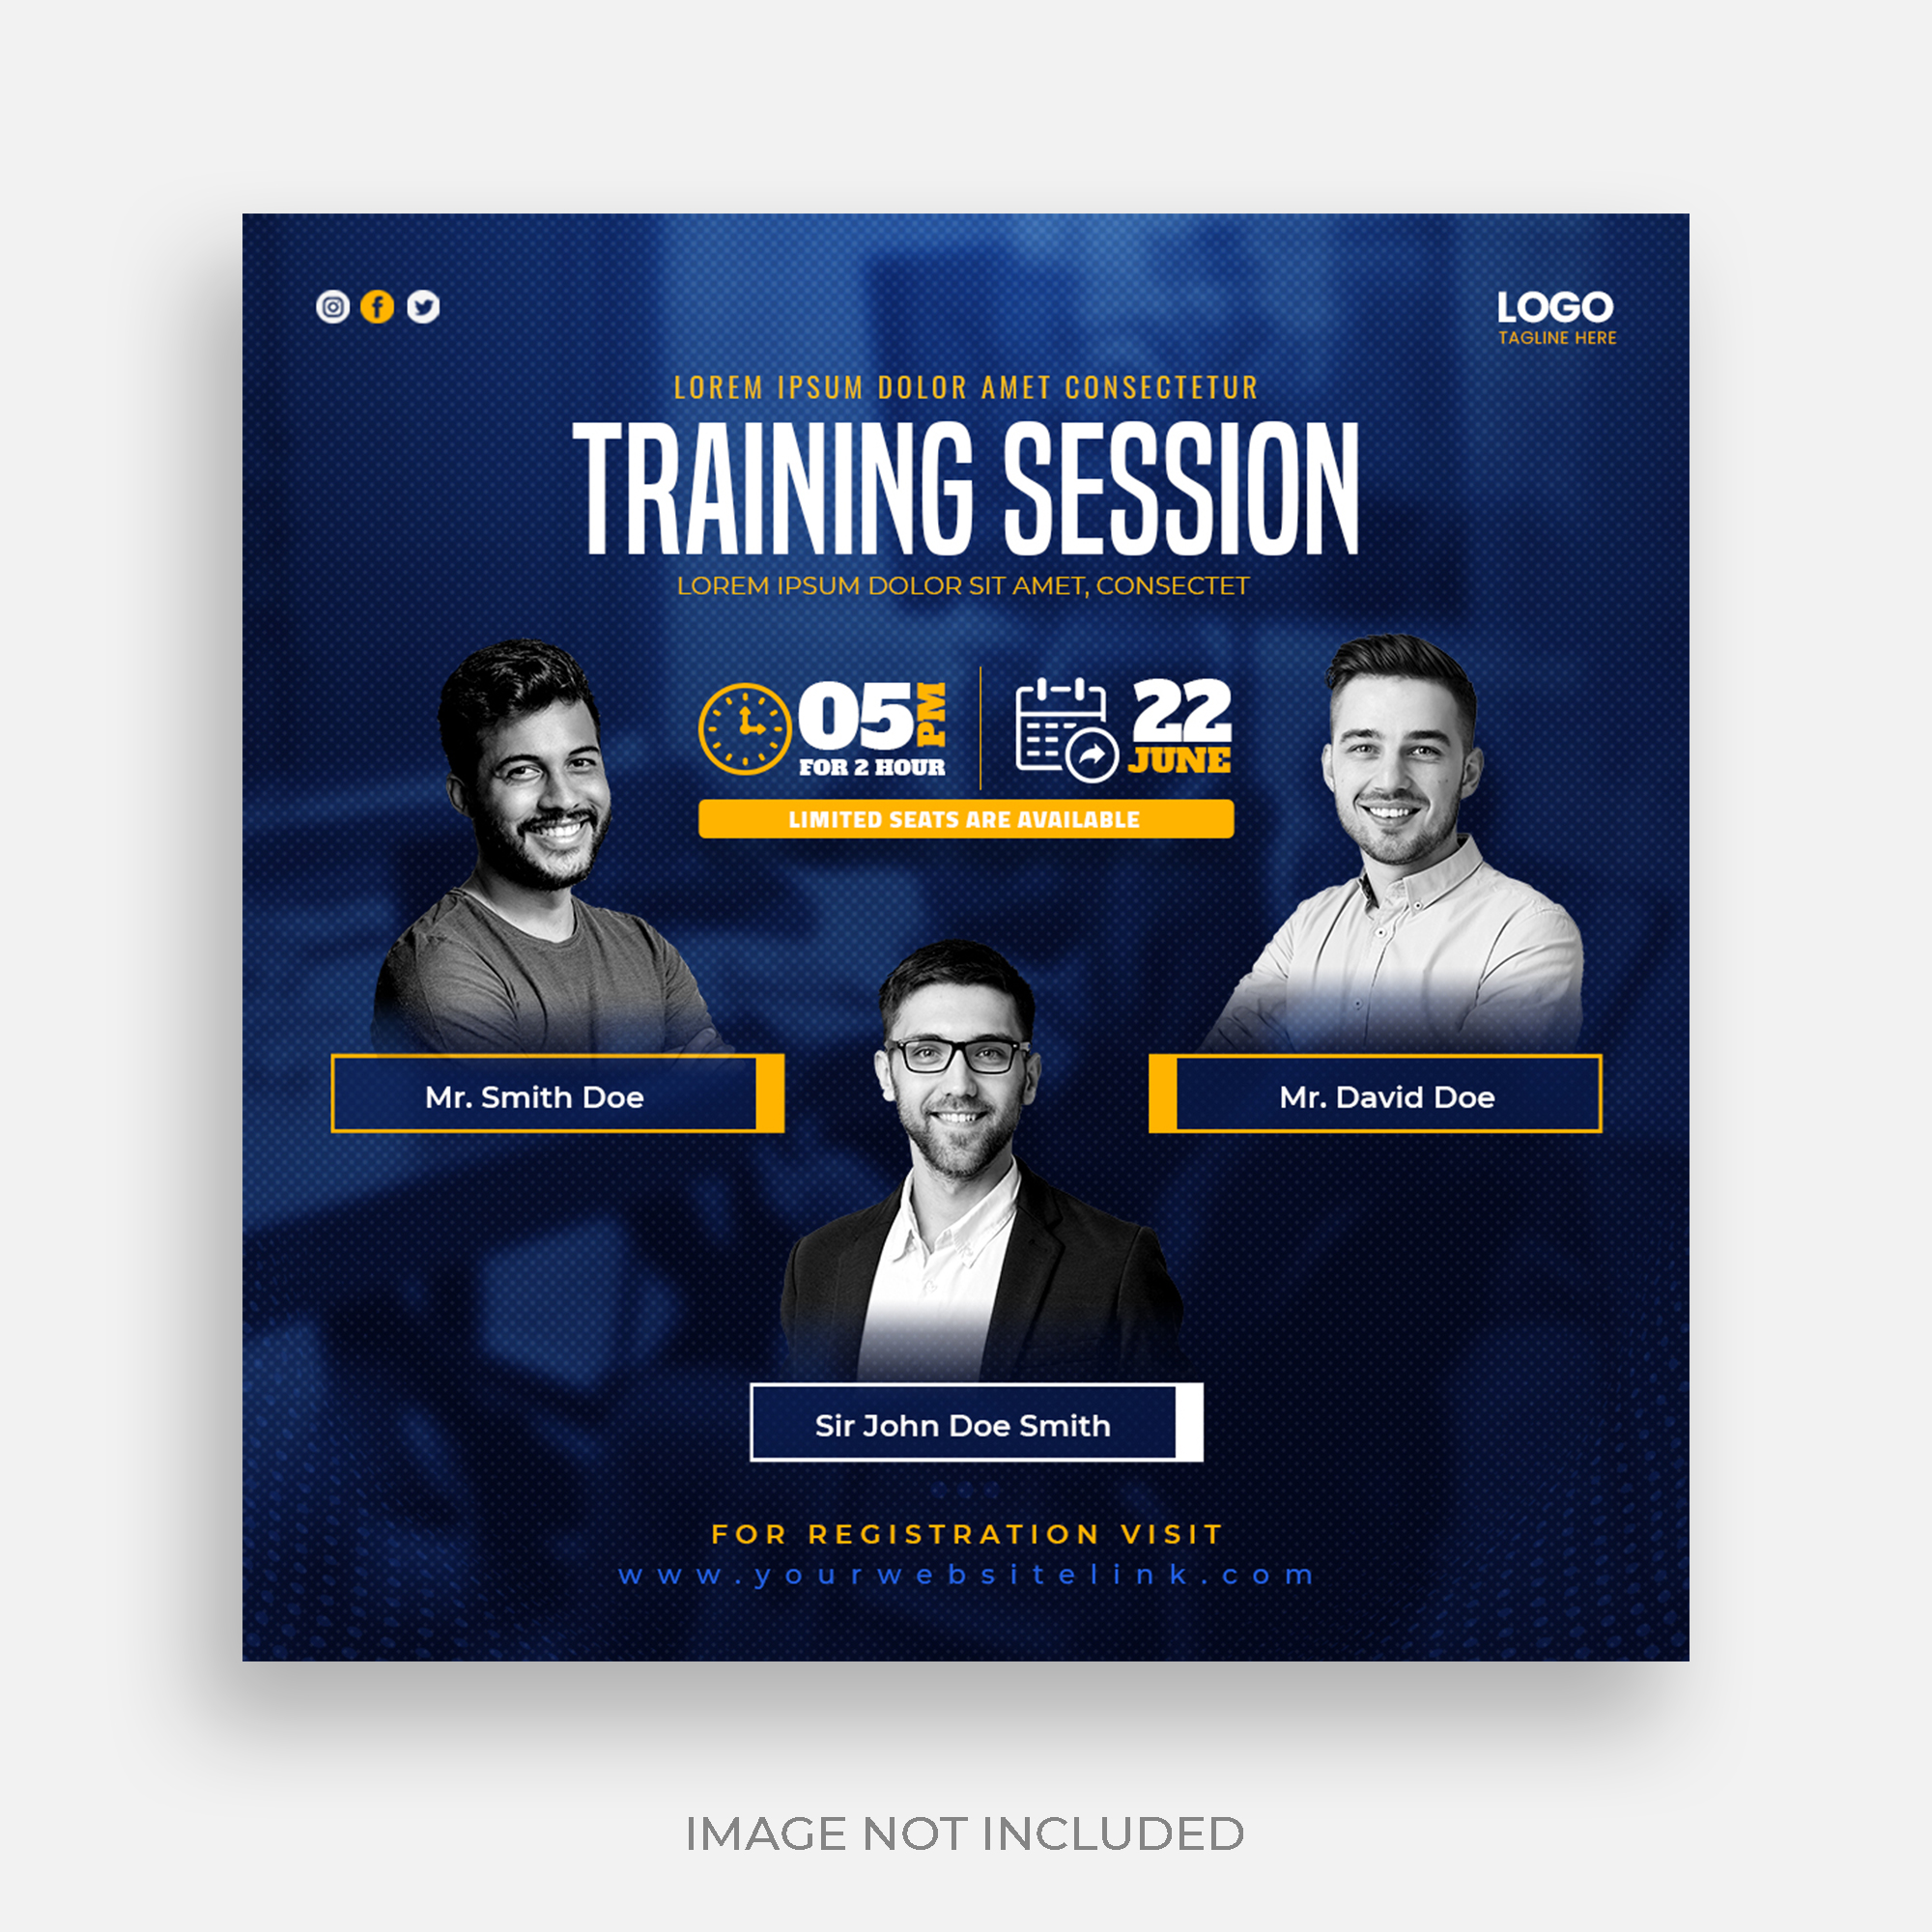 LOGO
TAGLINE HERE
LOREM IPSUM DOLOR AMET CONSECTETUR
TRAINING SESSION
LOREM IPSUM DOLOR SIT AMET, CONSECTET
05 PM
FOR 2 HOUR
22
JUNE
LIMITED SEATS ARE AVAILABLE
Mr. Smith Doe
Mr. David Doe
Sir John Doe Smith
FOR REGISTRATION VISIT
www.yourwebsitelink.com
IMAGE NOT INCLUDED